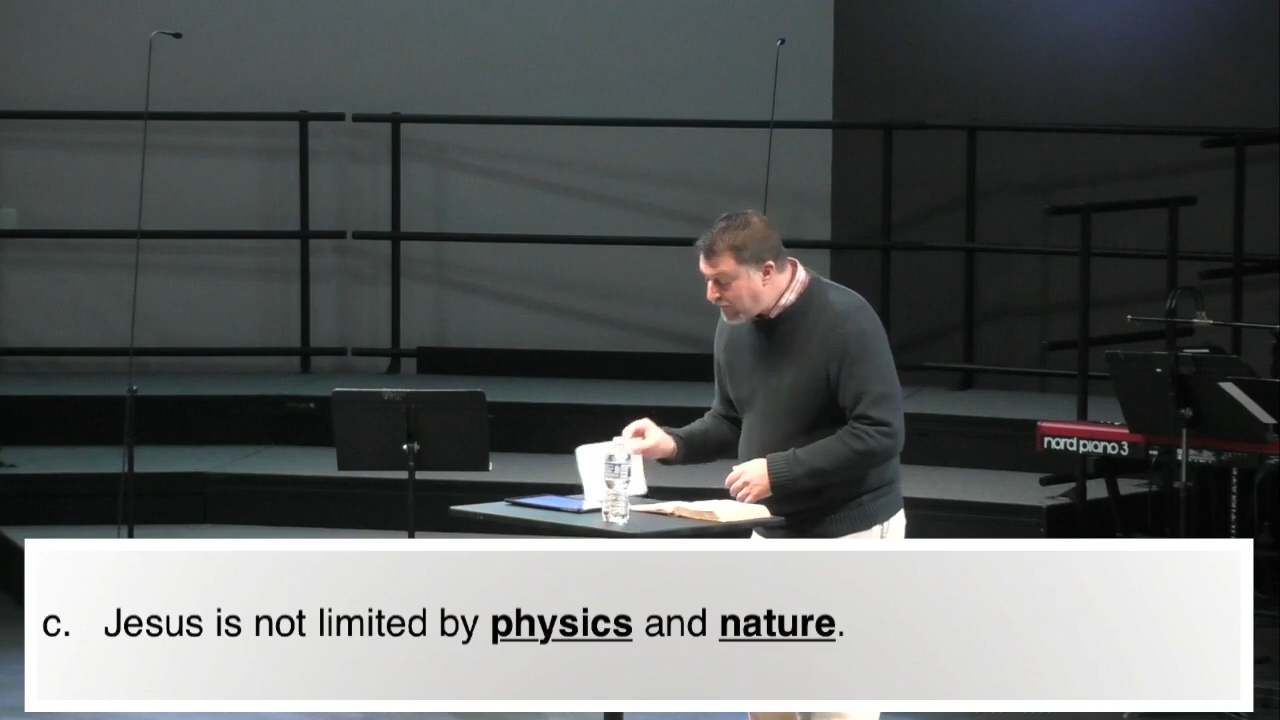 nord piano 3
c. Jesus is not limited by physics and nature.